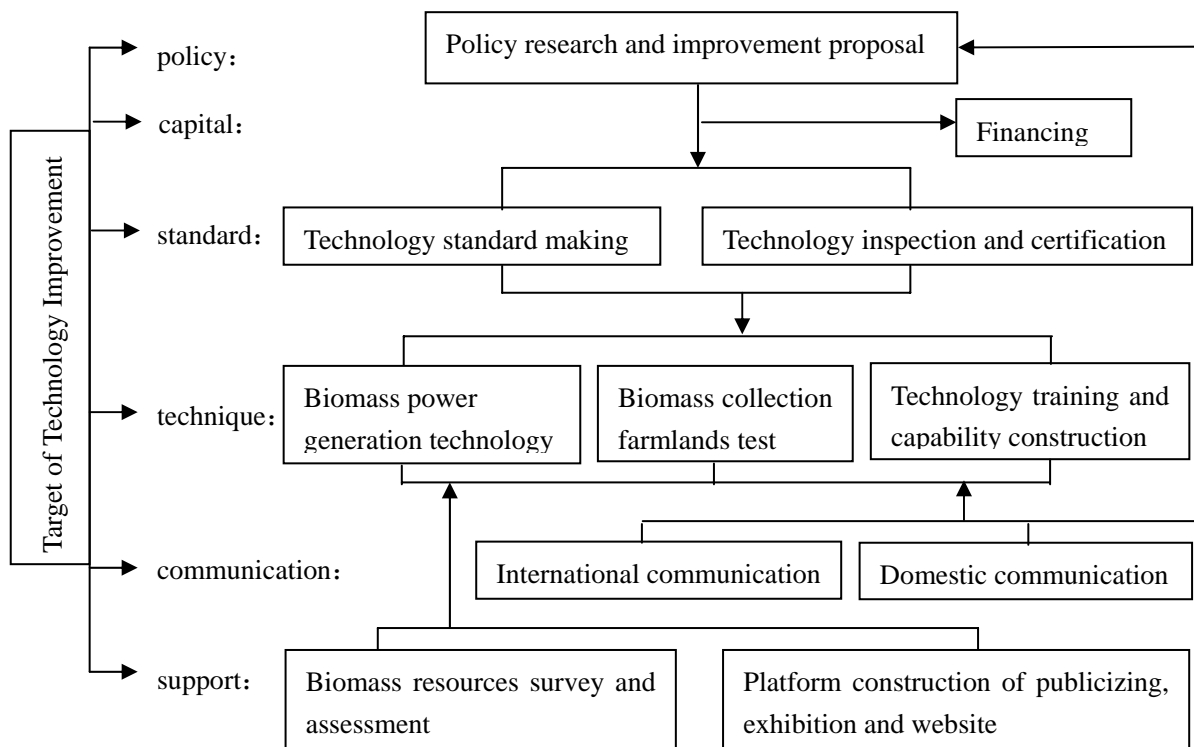 policy：
Policy research and improvement proposal
capital：
Financing
Target of Technology Improvement
standard：
Technology standard making
Technology inspection and certification
technique：
Biomass power
generation technology
Biomass collection
farmlands test
Technology training and
capability construction
communication：
International communication
Domestic communication
support：
Biomass resources survey and
assessment
Platform construction of publicizing,
exhibition and website